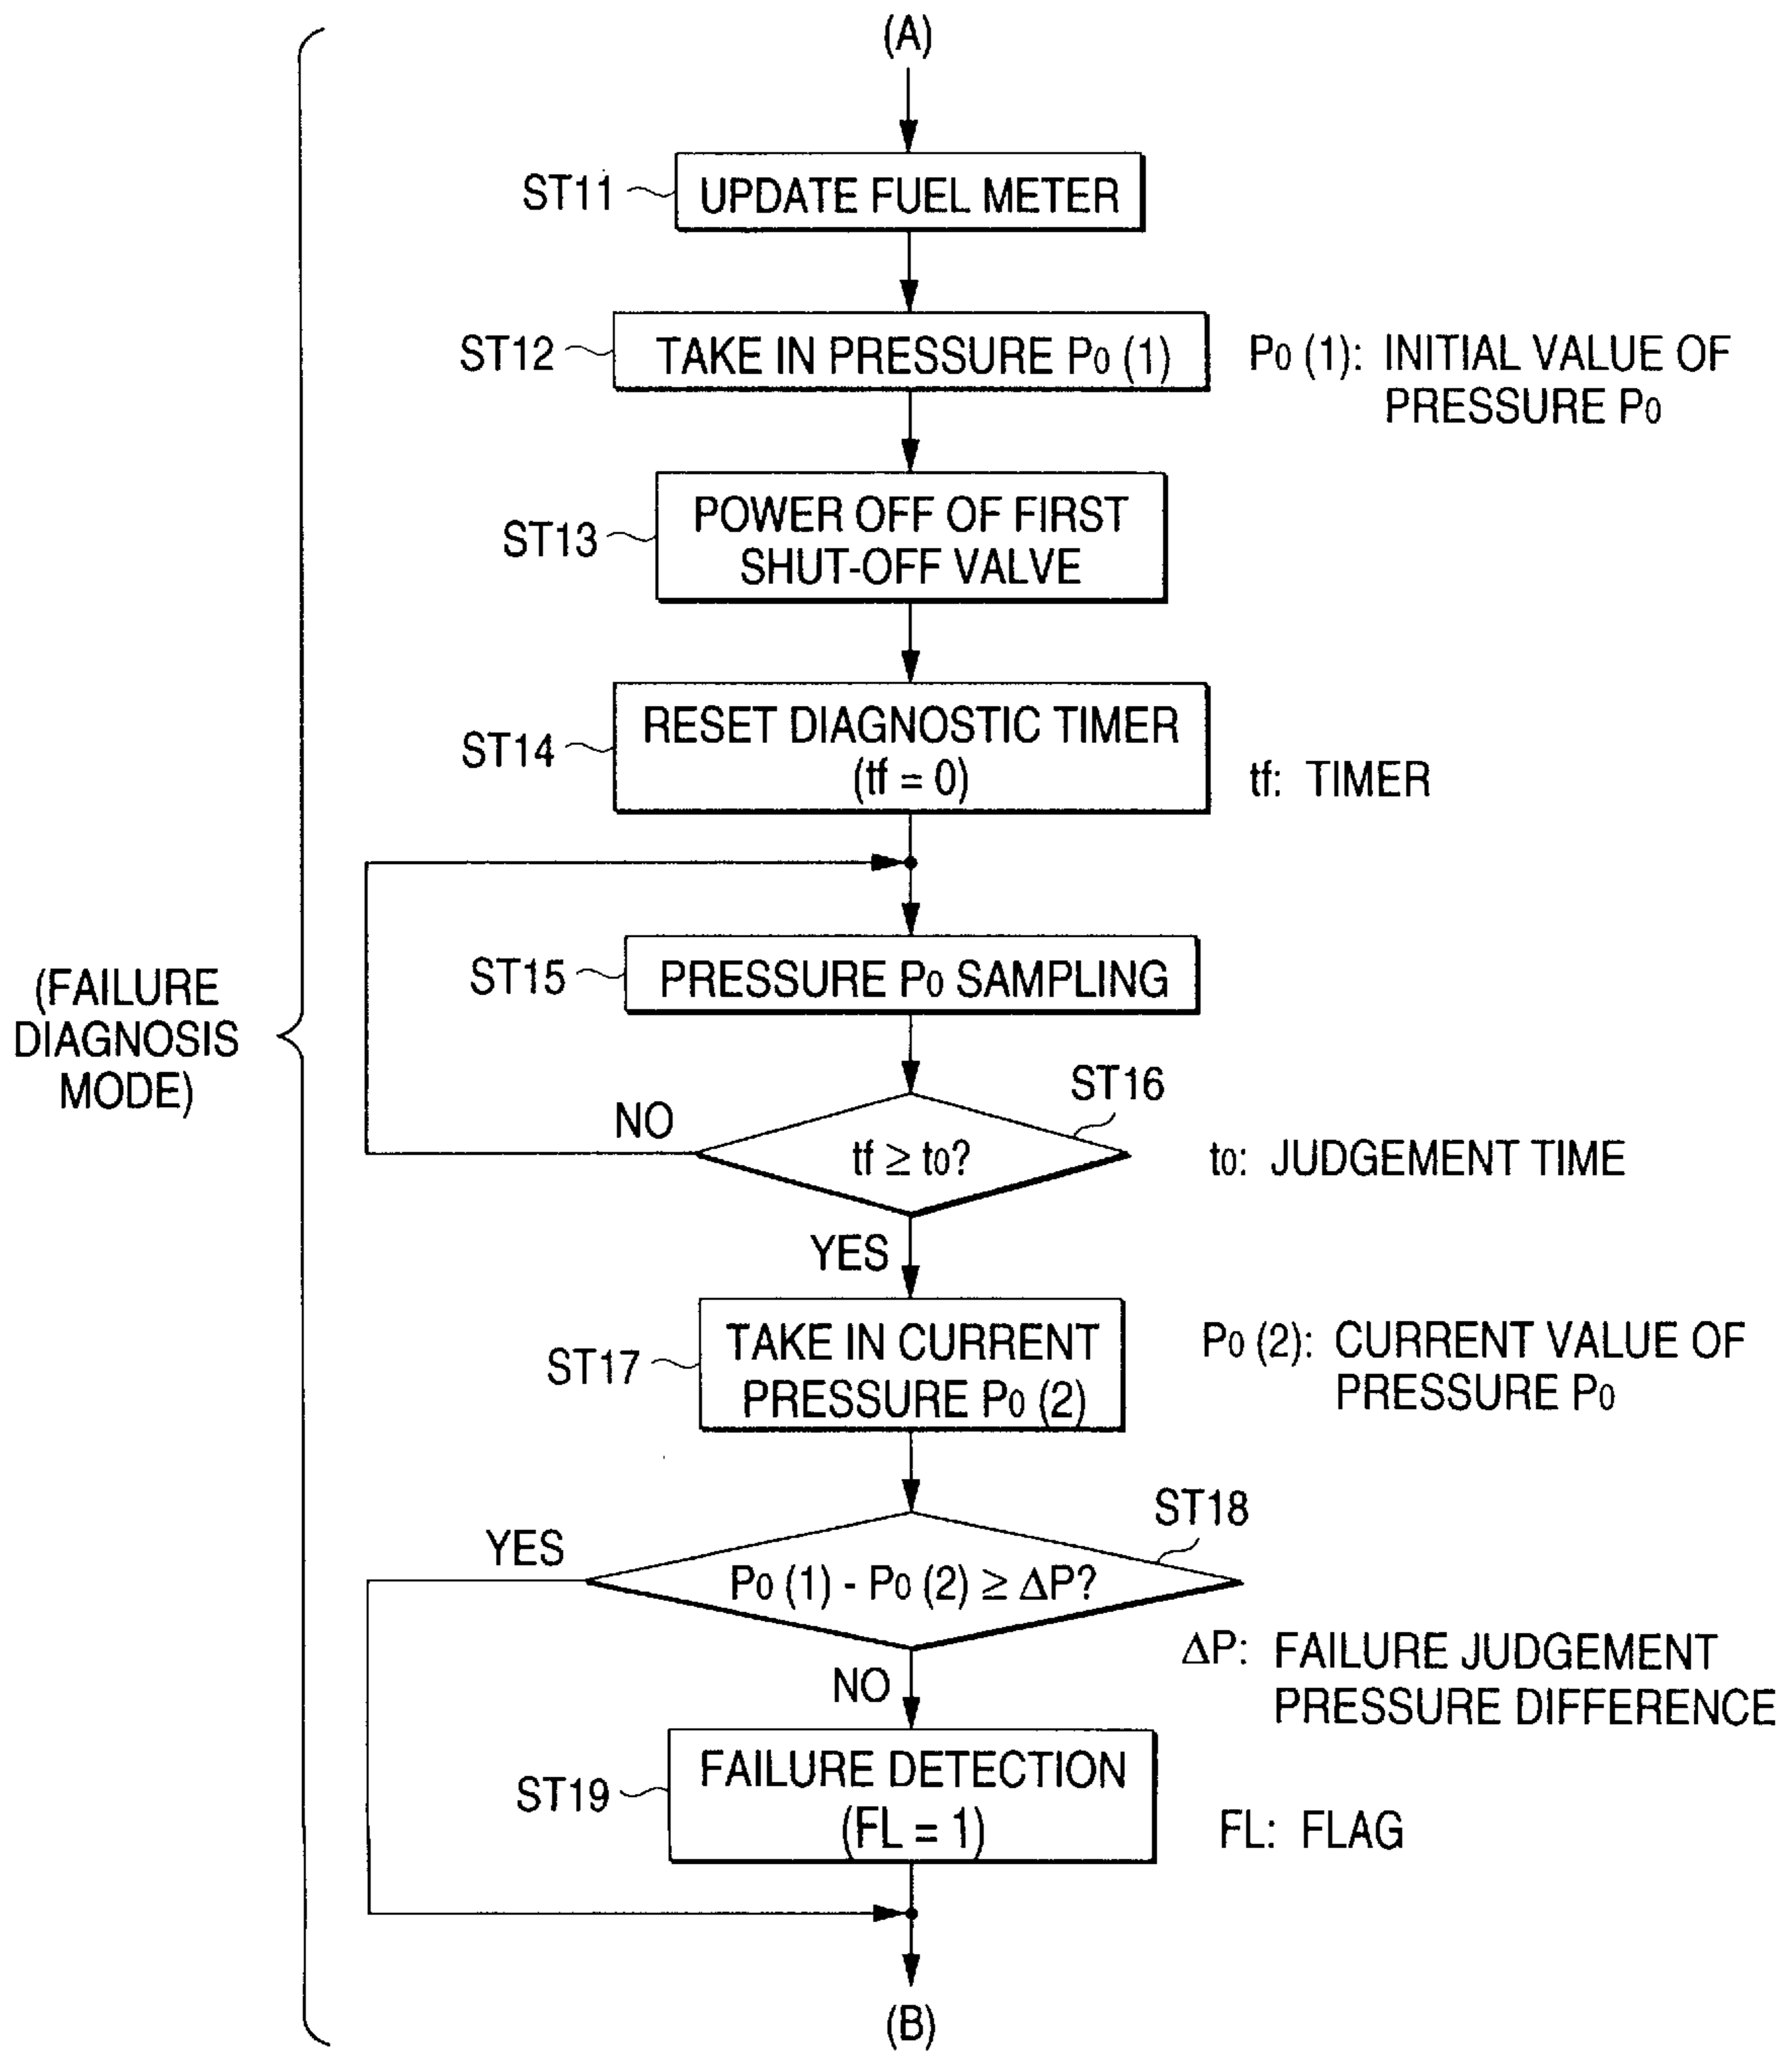 (A)
ST11
UPDATE FUEL METER
ST12
TAKE IN PRESSURE P0 (1)
P0 (1): INITIAL VALUE OF
PRESSURE P0
ST13
POWER OFF OF FIRST
SHUT-OFF VALVE
ST14
RESET DIAGNOSTIC TIMER
(tf = 0)
tf: TIMER
(FAILURE
DIAGNOSIS
MODE)
ST15
PRESSURE P0 SAMPLING
ST16
NO
tf ≥ t0?
t0: JUDGEMENT TIME
YES
ST17
TAKE IN CURRENT
PRESSURE P0 (2)
P0 (2): CURRENT VALUE OF
PRESSURE P0
ST18
YES
P0 (1) - P0 (2) ≥ ΔP?
ΔP: FAILURE JUDGEMENT
PRESSURE DIFFERENCE
NO
ST19
FAILURE DETECTION
(FL = 1)
FL: FLAG
(B)